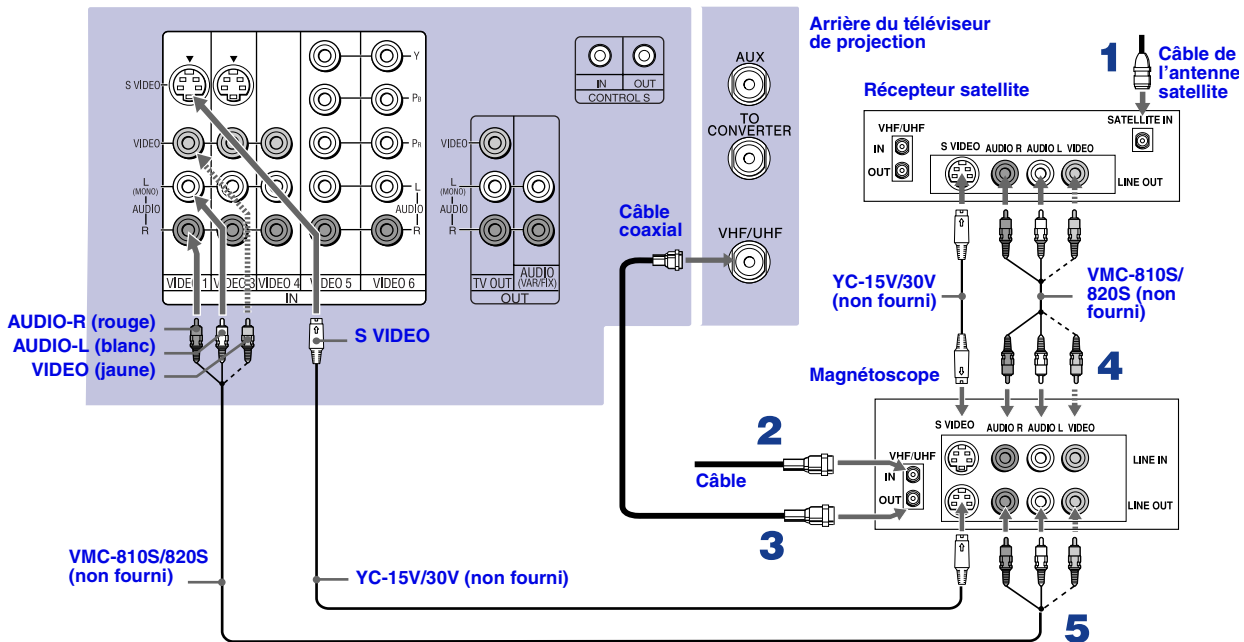 Arrière du téléviseur
de projection
1
Câble de
l'antenne
satellite
Récepteur satellite
SATELLITE IN
VHF/UHF
IN
OUT
S VIDEO
AUDIO R
AUDIO L
VIDEO
LINE OUT
S VIDEO
VIDEO
L
(MONO)
AUDIO
R
Y
PB
PR
L
AUDIO
R
VIDEO 1
VIDEO 3
VIDEO 4
VIDEO 5
VIDEO 6
IN
IN
OUT
CONTROL S
VIDEO
L
(MONO)
AUDIO
R
TV OUT
AUDIO
(VAR/FIX)
OUT
AUX
TO
CONVERTER
VHF/UHF
Câble
coaxial
YC-15V/30V
(non fourni)
VMC-810S/
820S (non
fourni)
4
AUDIO-R (rouge)
AUDIO-L (blanc)
VIDEO (jaune)
S VIDEO
Magnétoscope
S VIDEO
AUDIO R
AUDIO L
VIDEO
VHF/UHF
IN
OUT
LINE IN
LINE OUT
2
Câble
3
VMC-810S/820S
(non fourni)
YC-15V/30V (non fourni)
5